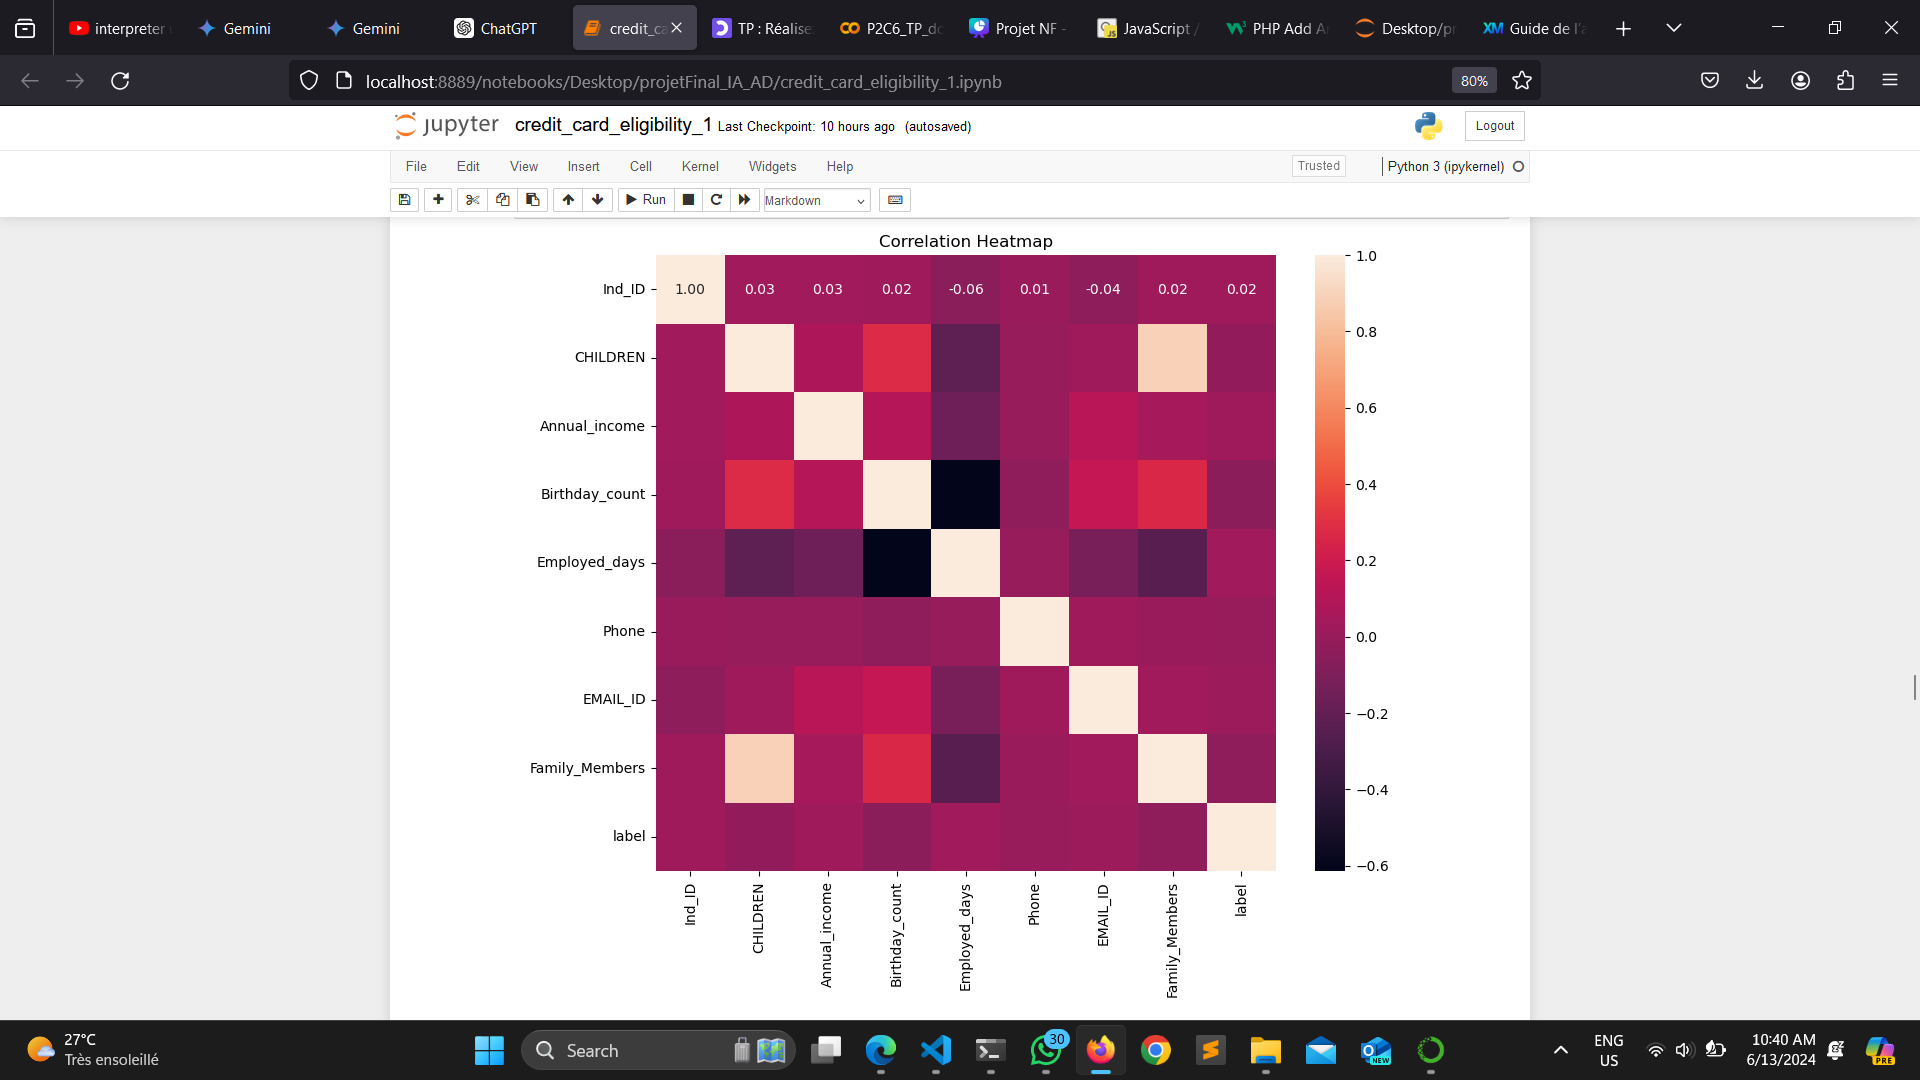 interpreter
Gemini
Gemini
ChatGPT
credit_ca
TP : Réalise
P2C6_TP_do
Projet NF -
JavaScript /
PHP Add A
Desktop/pr
Guide de l'a
localhost:8889/notebooks/Desktop/projetFinal_IA_AD/credit_card_eligibility_1.ipynb
80%
jupyter credit_card_eligibility_1 Last Checkpoint: 10 hours ago (autosaved)
Logout
File Edit View Insert Cell Kernel Widgets Help
Trusted
Python 3 (ipykernel)
Run
Markdown
Correlation Heatmap
Ind_ID
1.00 0.03 0.03 0.02 -0.06 0.01 -0.04 0.02 0.02
CHILDREN
Annual_income
Birthday_count
Employed_days
Phone
EMAIL_ID
Family_Members
label
Ind_ID
CHILDREN
Annual_income
Birthday_count
Employed_days
Phone
EMAIL_ID
Family_Members
label
1.0
0.8
0.6
0.4
0.2
0.0
−0.2
−0.4
−0.6
27°C
Très ensoleillé
Search
30
NEW
ENG
US
10:40 AM
6/13/2024
PRE